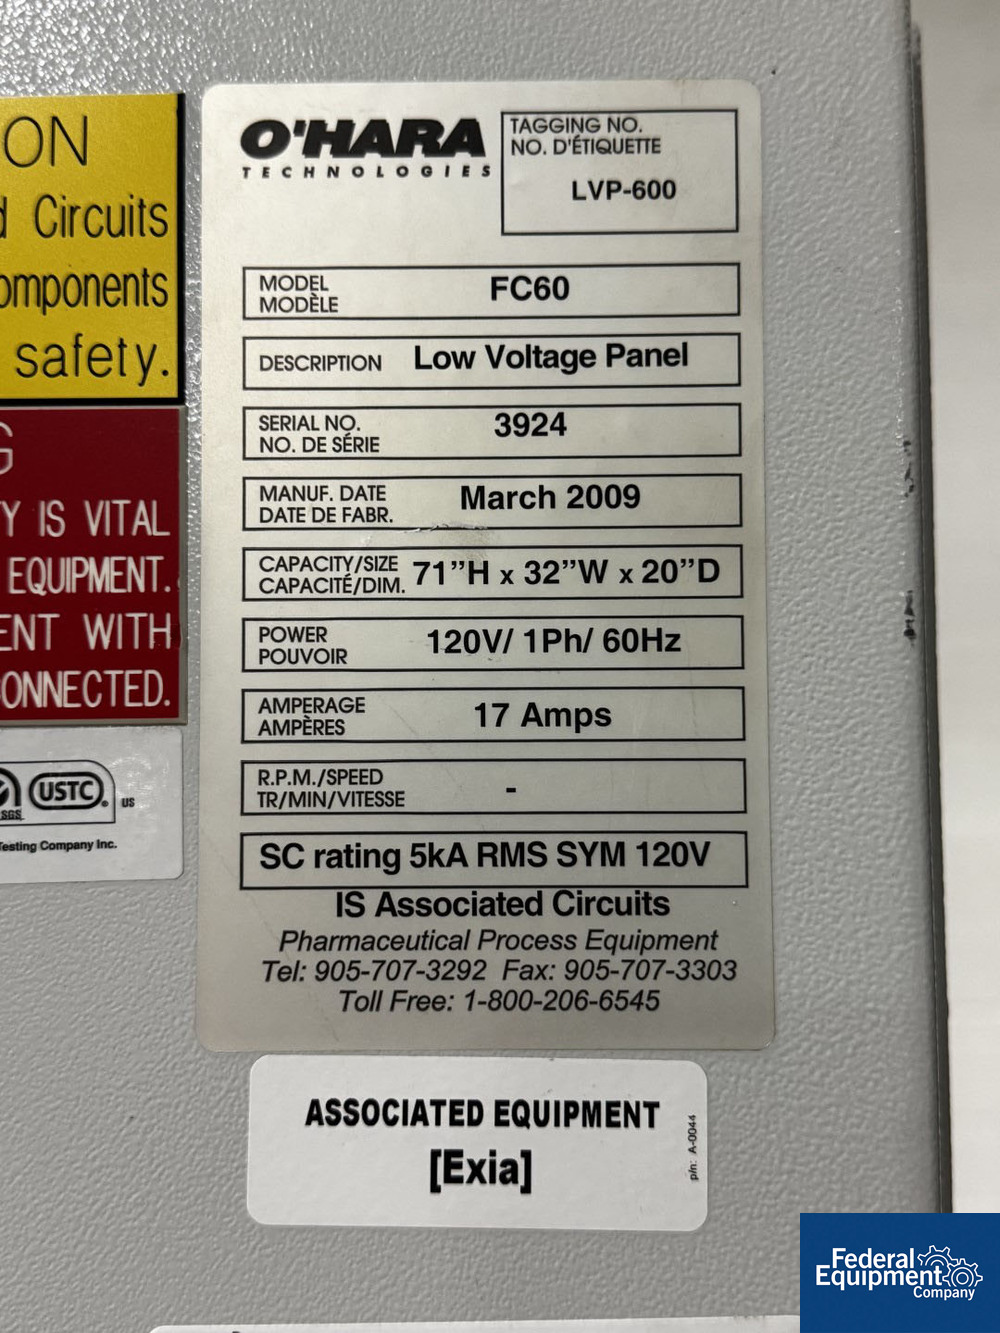 ON
Circuits
omponents
safety.
G
Y IS VITAL
EQUIPMENT.
ENT WITH
ONNECTED.
SGS
USTC
US
Testing Company Inc.
O'HARA
TECHNOLOGIES
TAGGING NO.
NO. D'ÉTIQUETTE
LVP-600
MODEL
MODÈLE
FC60
DESCRIPTION Low Voltage Panel
SERIAL NO.
NO. DE SÉRIE
3924
MANUF. DATE
DATE DE FABR.
March 2009
CAPACITY/SIZE
CAPACITÉ/DIM.
71”H x 32”W x 20”D
POWER
POUVOIR
120V/ 1Ph/ 60Hz
AMPERAGE
AMPÈRES
17 Amps
R.P.M./SPEED
TR/MIN/VITESSE
-
SC rating 5kA RMS SYM 120V
IS Associated Circuits
Pharmaceutical Process Equipment
Tel: 905-707-3292 Fax: 905-707-3303
Toll Free: 1-800-206-6545
ASSOCIATED EQUIPMENT
[Exia]
p/n: A-0044
Federal
Equipment
Company